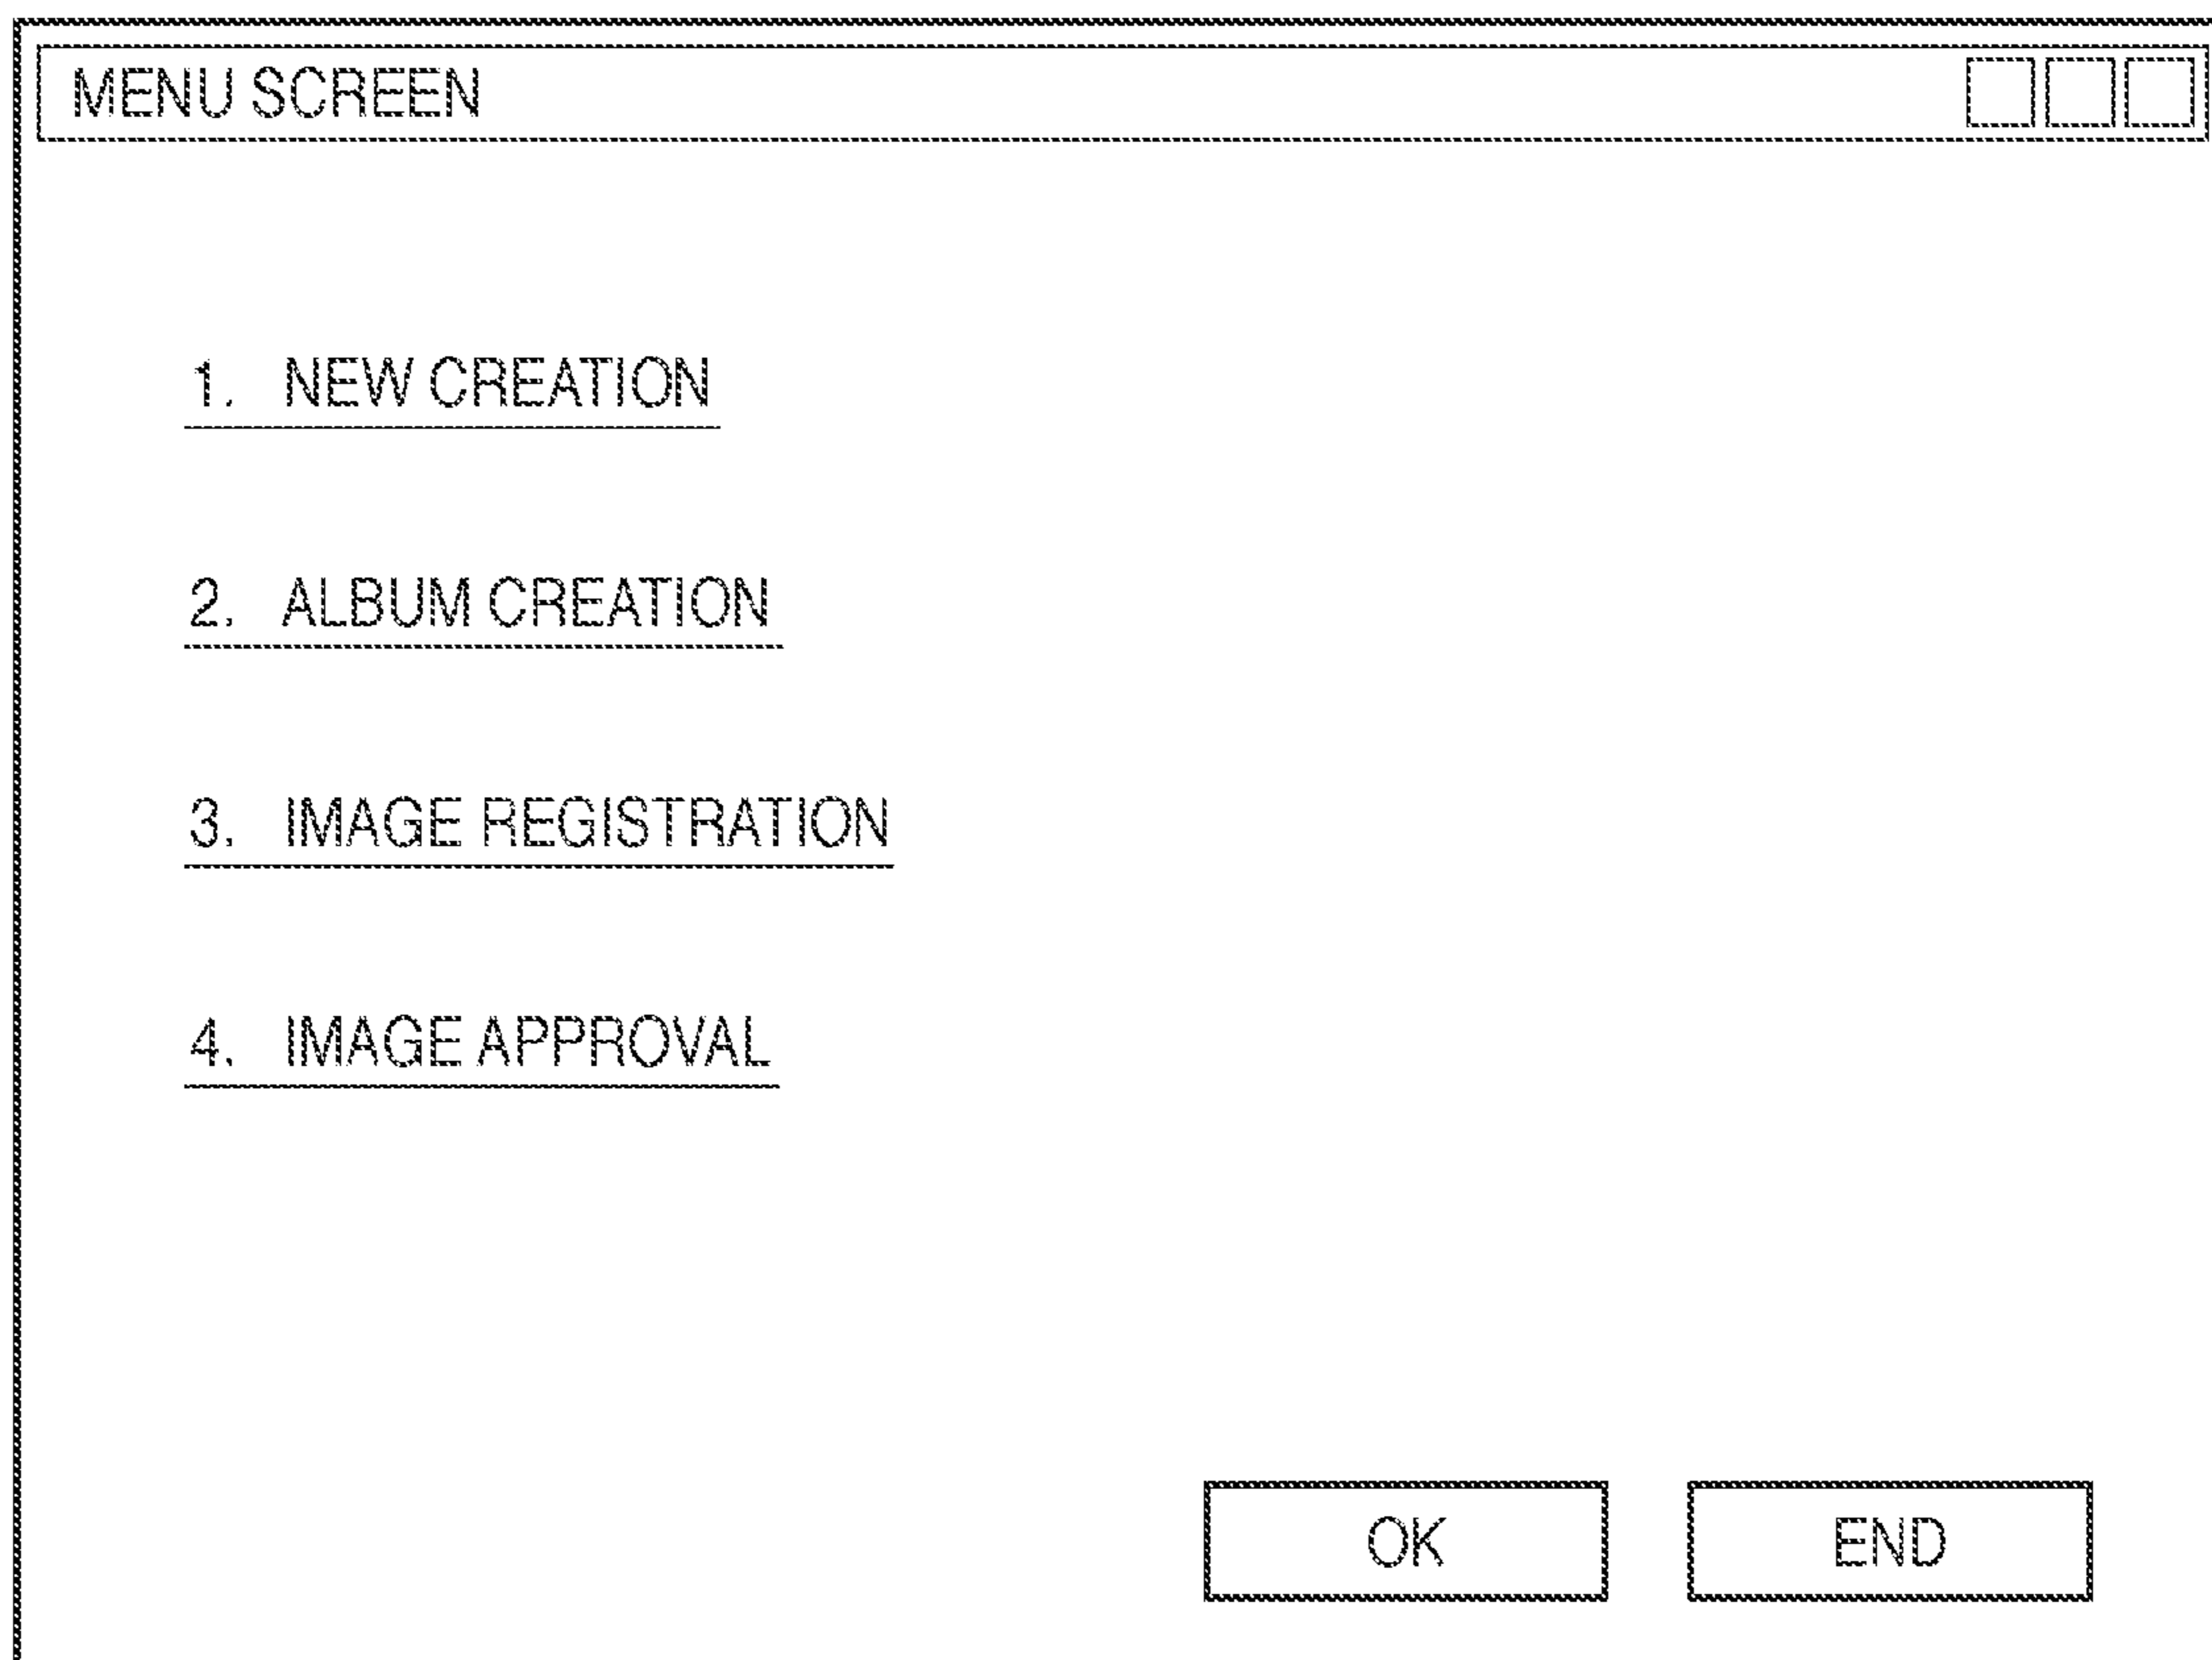 MENU SCREEN
1. NEW CREATION
2. ALBUM CREATION
3. IMAGE REGISTRATION
4. IMAGE APPROVAL
OK END